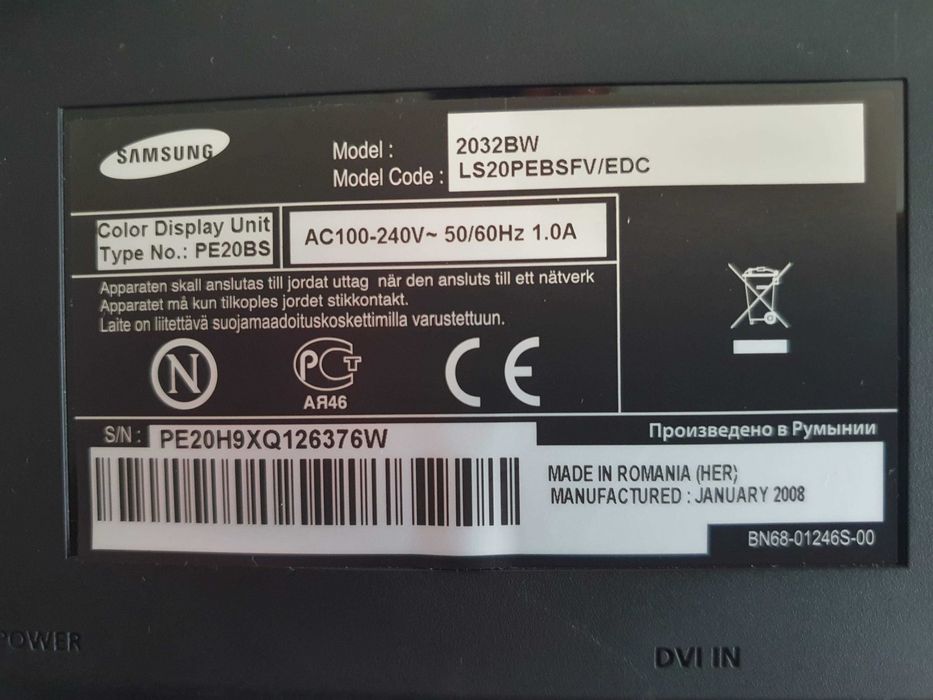 SAMSUNG
Model : 2032BW
Model Code : LS20PEBSFV/EDC
Color Display Unit
Type No.: PE20BS
AC100-240V~ 50/60Hz 1.0A
Apparaten skall anslutas till jordat uttag när den ansluts till ett nätverk
Apparatet må kun tilkoples jordet stikkontakt.
Laite on liitettävä suojamaadoituskoskettimilla varustettuun.
N
РСТ
АЯ46
CE
S/N : PE20H9XQ126376W
Произведено в Румынии
MADE IN ROMANIA (HER)
MANUFACTURED : JANUARY 2008
BN68-01246S-00
POWER
DVI IN